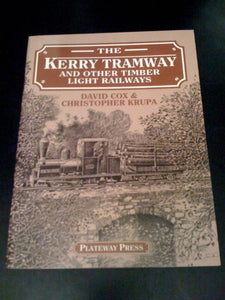 THE
KERRY TRAMWAY
AND OTHER TIMBER
LIGHT RAILWAYS
DAVID COX &
CHRISTOPHER KRUPA
PLATEWAY PRESS